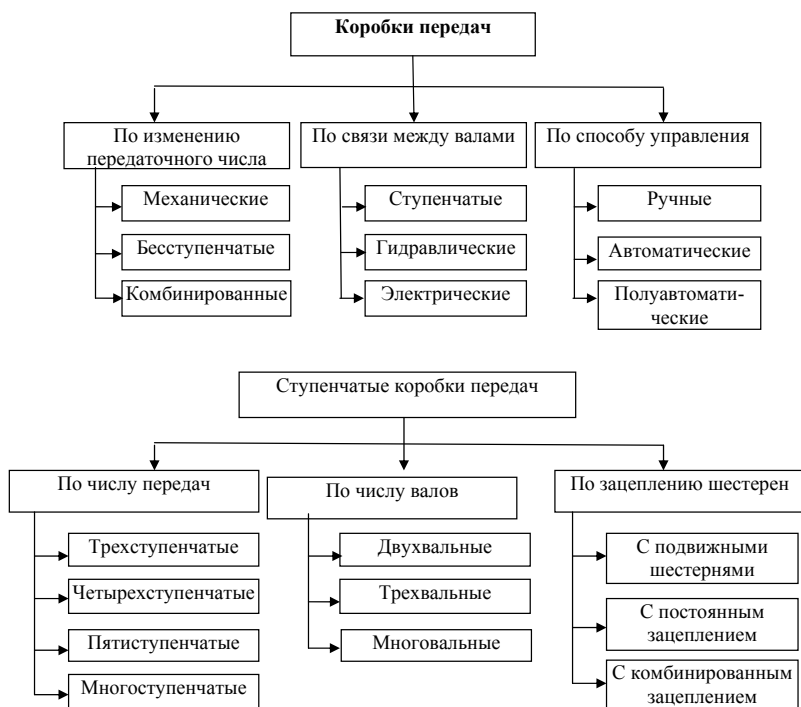 Коробки передач
По изменению
передаточного числа
Механические
Бесступенчатые
Комбинированные
По связи между валами
Ступенчатые
Гидравлические
Электрические
По способу управления
Ручные
Автоматические
Полуавтомати-
ческие
Ступенчатые коробки передач
По числу передач
Трехступенчатые
Четырехступенчатые
Пятиступенчатые
Многоступенчатые
По числу валов
Двухвальные
Трехвальные
Многовальные
По зацеплению шестерен
С подвижными
шестернями
С постоянным
зацеплением
С комбинированным
зацеплением